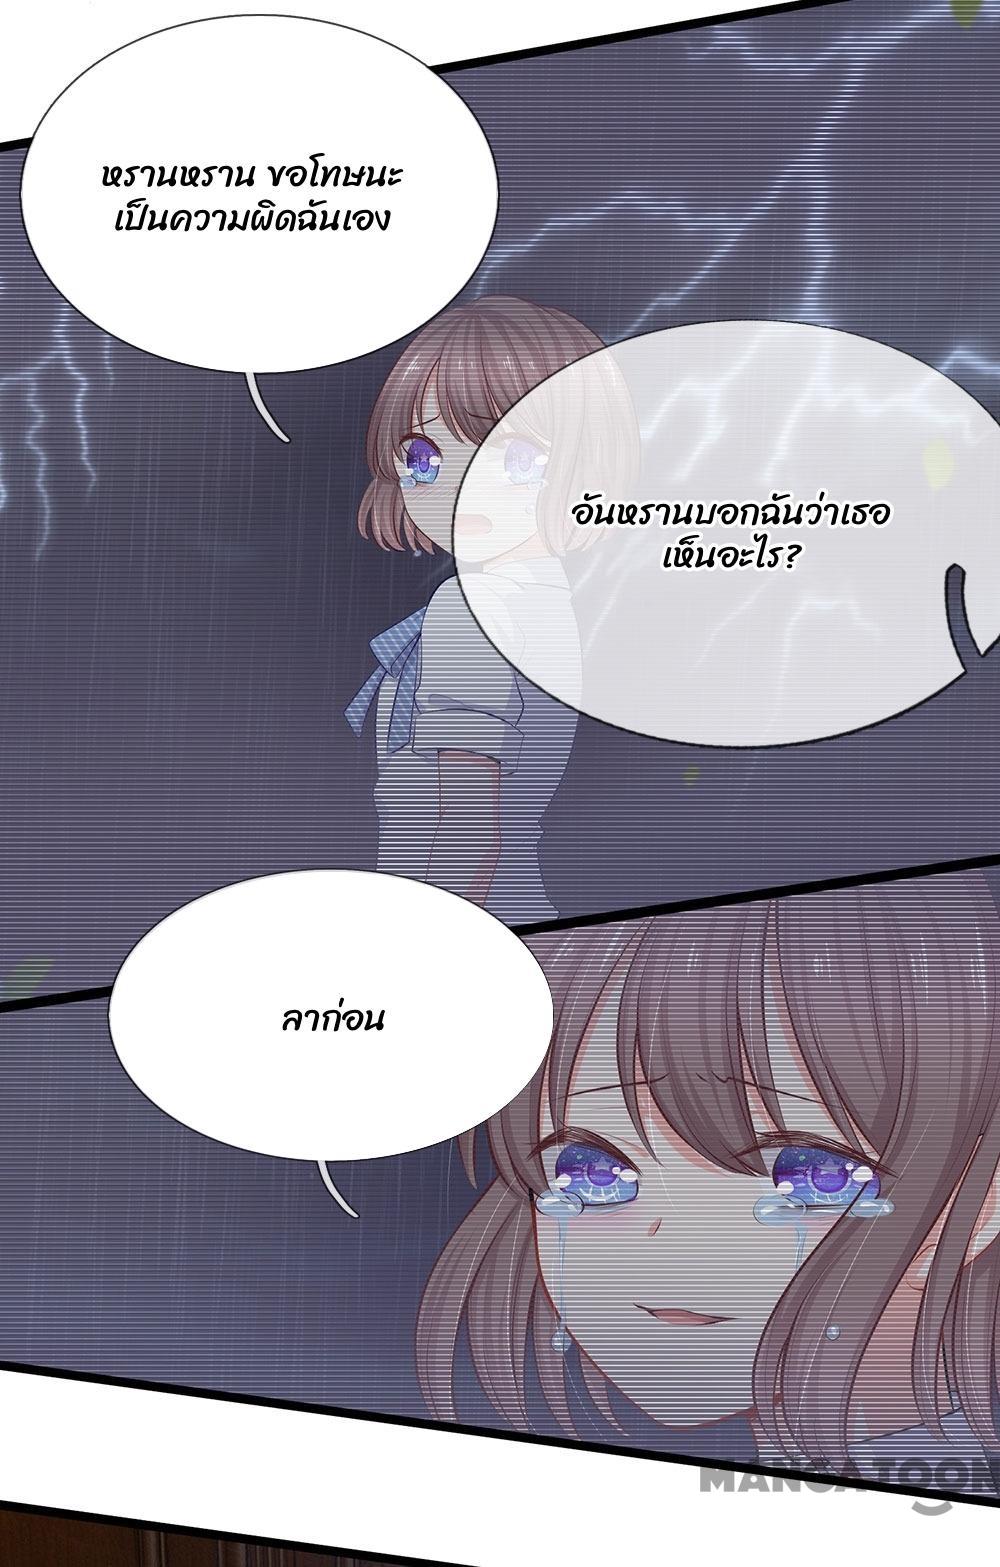 หรานหราน ขอโทษนะ
เป็นความผิดฉันเอง
อันหรานบอกฉันว่าเธอ
เห็นอะไร?
ลาก่อน
MANGATOON